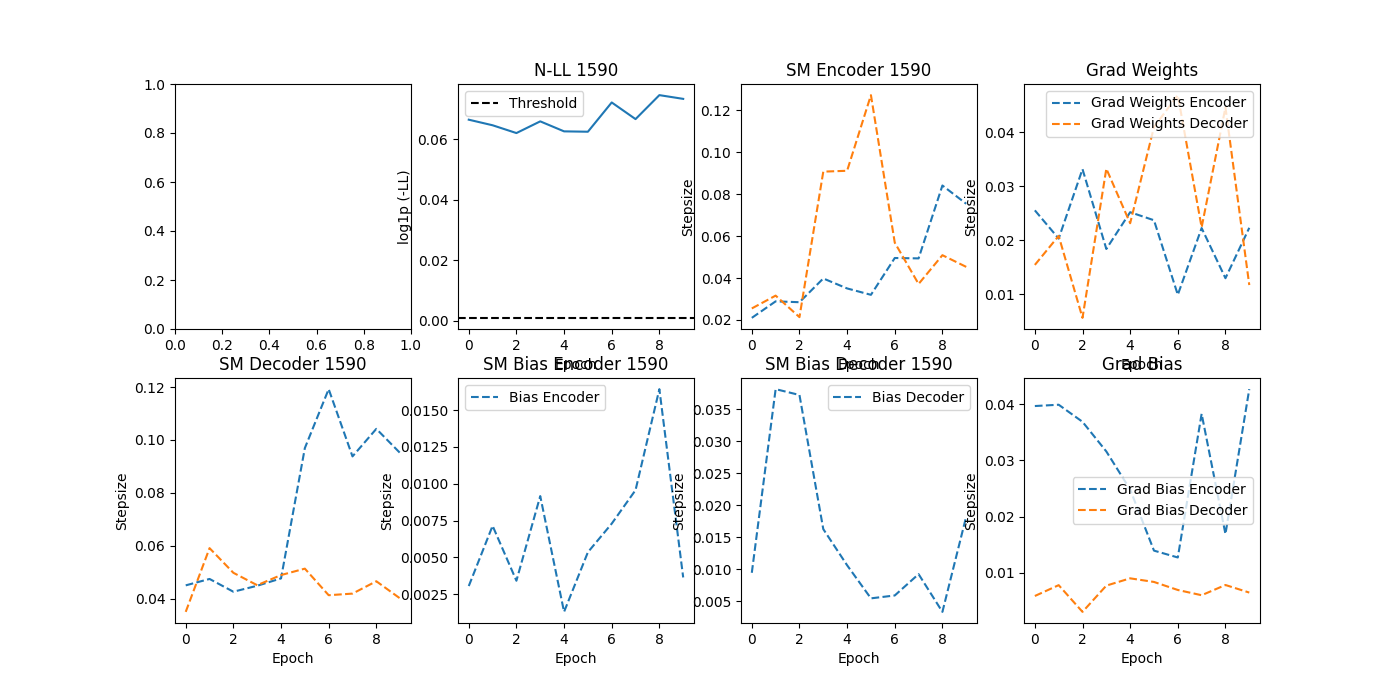 N-LL 1590
SM Encoder 1590
Grad Weights
1.0
0.8
0.6
0.4
0.2
0.0
0.0 0.2 0.4 0.6 0.8 1.0
log1p (-LL)
0.06
0.04
0.02
0.00
Threshold
0 2 4 6 8
Epoch
Stepsize
0.12
0.10
0.08
0.06
0.04
0.02
0 2 4 6 8
Epoch
Stepsize
0.04
0.03
0.02
0.01
Grad Weights Encoder
Grad Weights Decoder
0 2 4 6 8
Epoch
SM Decoder 1590
SM Bias Encoder 1590
SM Bias Decoder 1590
Grad Bias
Stepsize
0.12
0.10
0.08
0.06
0.04
0 2 4 6 8
Epoch
Stepsize
0.0150
0.0125
0.0100
0.0075
0.0050
0.0025
Bias Encoder
0 2 4 6 8
Epoch
Stepsize
0.035
0.030
0.025
0.020
0.015
0.010
0.005
Bias Decoder
0 2 4 6 8
Epoch
Stepsize
0.04
0.03
0.02
0.01
Grad Bias Encoder
Grad Bias Decoder
0 2 4 6 8
Epoch